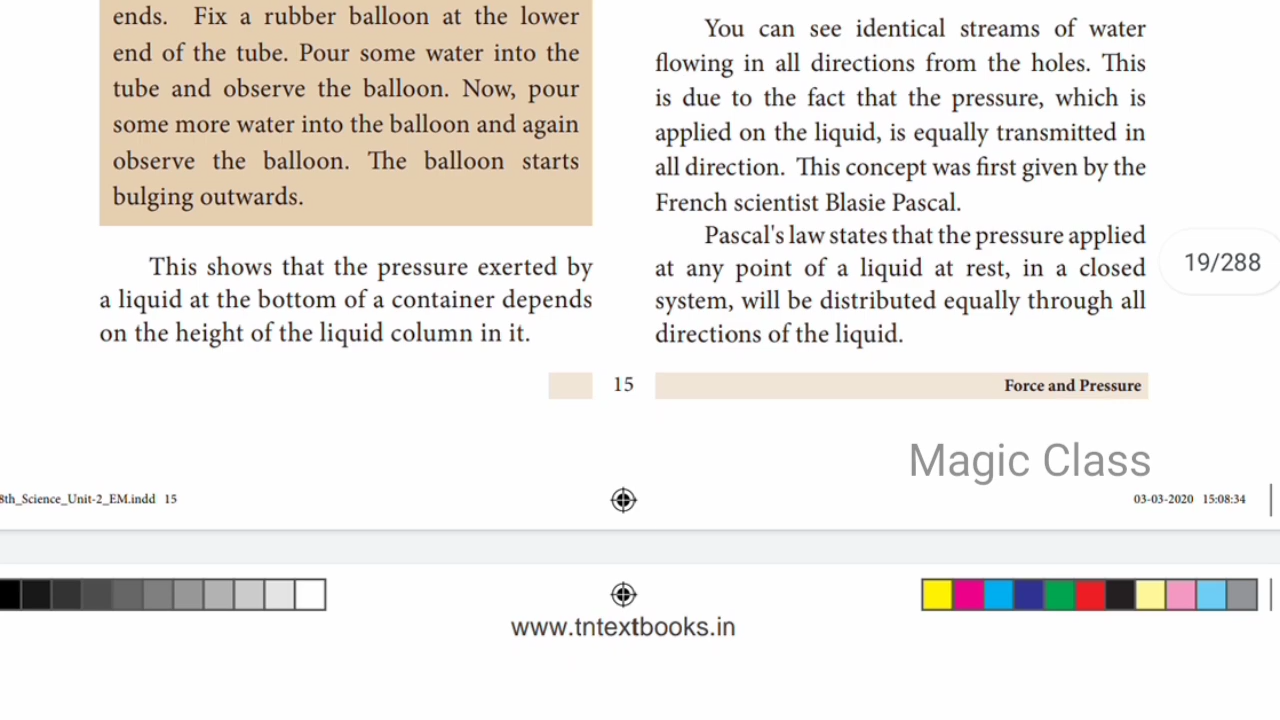 ends. Fix a rubber balloon at the lower
end of the tube. Pour some water into the
tube and observe the balloon. Now, pour
some more water into the balloon and again
observe the balloon. The balloon starts
bulging outwards.
This shows that the pressure exerted by
a liquid at the bottom of a container depends
on the height of the liquid column in it.
You can see identical streams of water
flowing in all directions from the holes. This
is due to the fact that the pressure, which is
applied on the liquid, is equally transmitted in
all direction. This concept was first given by the
French scientist Blasie Pascal.
Pascal's law states that the pressure applied
at any point of a liquid at rest, in a closed
system, will be distributed equally through all
directions of the liquid.
19/288
15
Force and Pressure
Magic Class
8th_Science_Unit-2_EM.indd 15
03-03-2020 15:08:34
www.tntextbooks.in